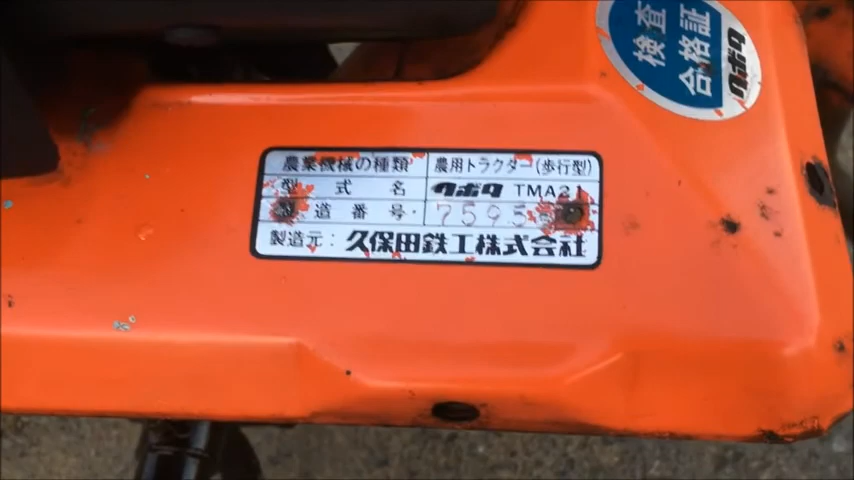 検査
合格証
クボタ
農業機械の種類 農用トラクター(歩行型)
型式名 クボタ TMA21
製造番号 7595
製造元:久保田鉄工株式会社